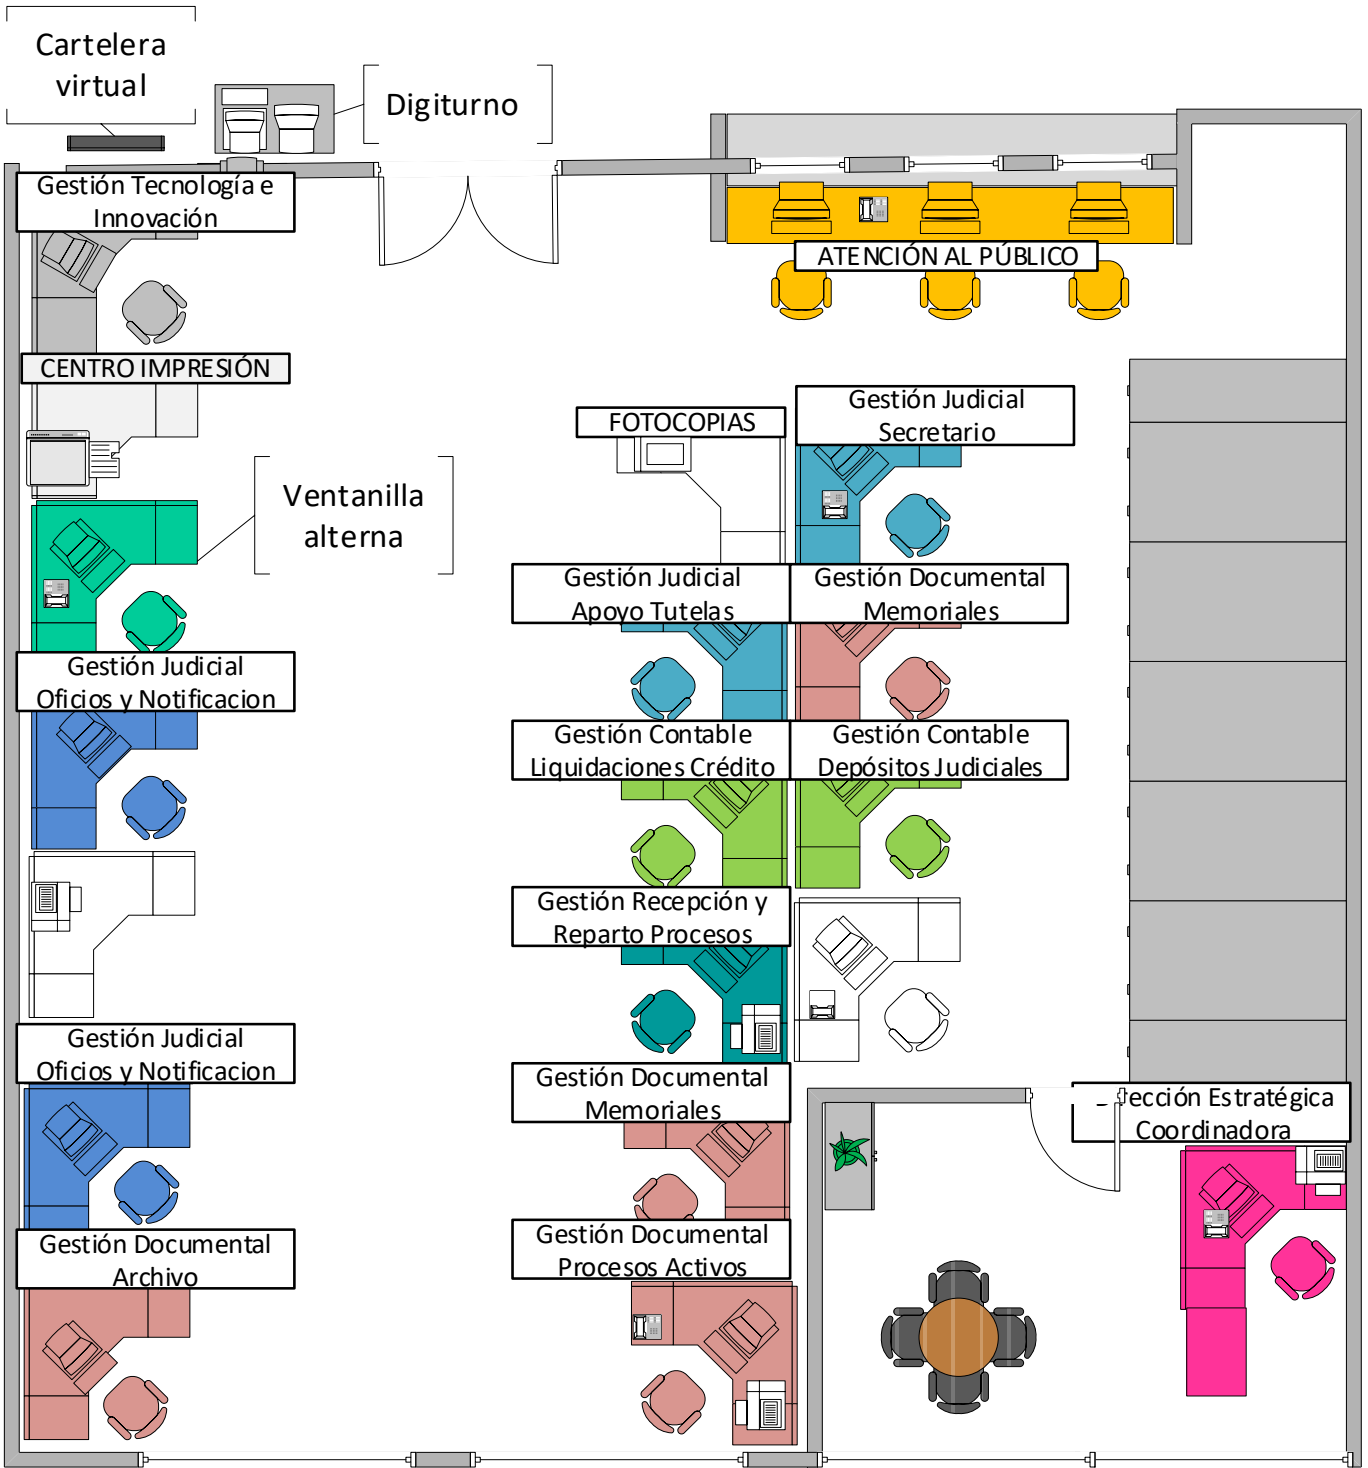 Cartelera
virtual
Digiturno
Gestión Tecnología e
Innovación
ATENCIÓN AL PÚBLICO
CENTRO IMPRESIÓN
FOTOCOPIAS
Gestión Judicial
Secretario
Ventanilla
alterna
Gestión Judicial
Apoyo Tutelas
Gestión Documental
Memoriales
Gestión Judicial
Oficios y Notificacion
Gestión Contable
Liquidaciones Crédito
Gestión Contable
Depósitos Judiciales
Gestión Recepción y
Reparto Procesos
Gestión Judicial
Oficios y Notificacion
Gestión Documental
Memoriales
Estratégica
Coordinadora
Gestión Documental
Archivo
Gestión Documental
Procesos Activos